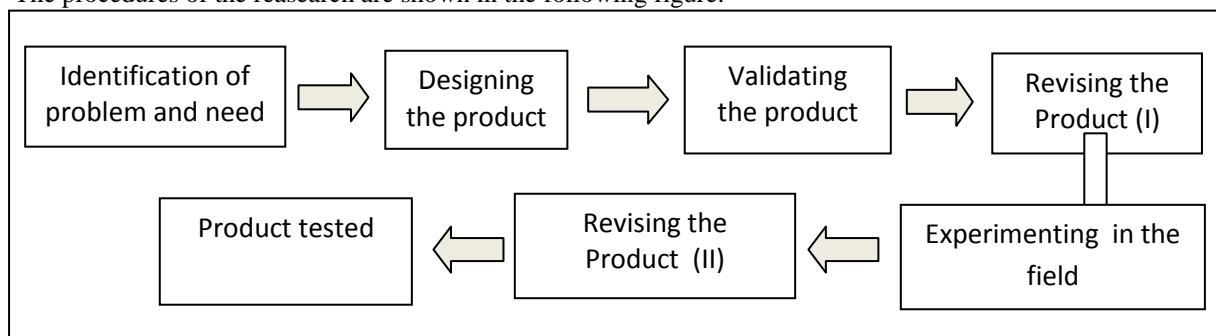 The procedures of the reasearch are shown in the following figure:
Identification of
problem and need
Designing
the product
Validating
the product
Revising the
Product (I)
Experimenting in the
field
Revising the
Product (II)
Product tested